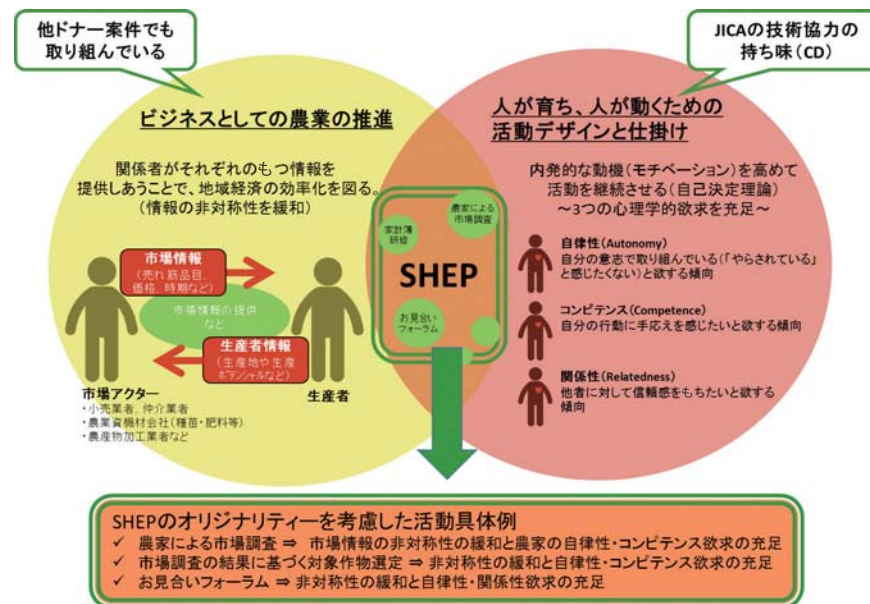 他ドナー案件でも
取り組んでいる
JICAの技術協力の
持ち味(CD)
ビジネスとしての農業の推進
関係者がそれぞれのもつ情報を
提供しあうことで、地域経済の効率化を図る。
(情報の非対称性を緩和)
市場情報
(売れ筋品目、
価格、時期など)
市場情報の提供
など
生産者情報
(生産地や生産
ポテンシャルなど)
市場アクター
・小売業者、仲介業者
・農業資機材会社(種苗・肥料等)
・農産物加工業者など
生産者
農家による
市場調査
家計簿
研修
SHEP
お見合い
フォーラム
人が育ち、人が動くための
活動デザインと仕掛け
内発的な動機(モチベーション)を高めて
活動を継続させる(自己決定理論)
～3つの心理学的欲求を充足～
自律性(Autonomy)
自分の意志で取り組んでいる(「やらされている」
と感じたくない)と欲する傾向
コンピテンス(Competence)
自分の行動に手応えを感じたいと欲する傾向
関係性(Relatedness)
他者に対して信頼感をもちたいと欲する
傾向
SHEPのオリジナリティーを考慮した活動具体例
✓ 農家による市場調査 ⇒ 市場情報の非対称性の緩和と農家の自律性・コンピテンス欲求の充足
✓ 市場調査の結果に基づく対象作物選定 ⇒ 非対称性の緩和と自律性・コンピテンス欲求の充足
✓ お見合いフォーラム ⇒ 非対称性の緩和と自律性・関係性欲求の充足